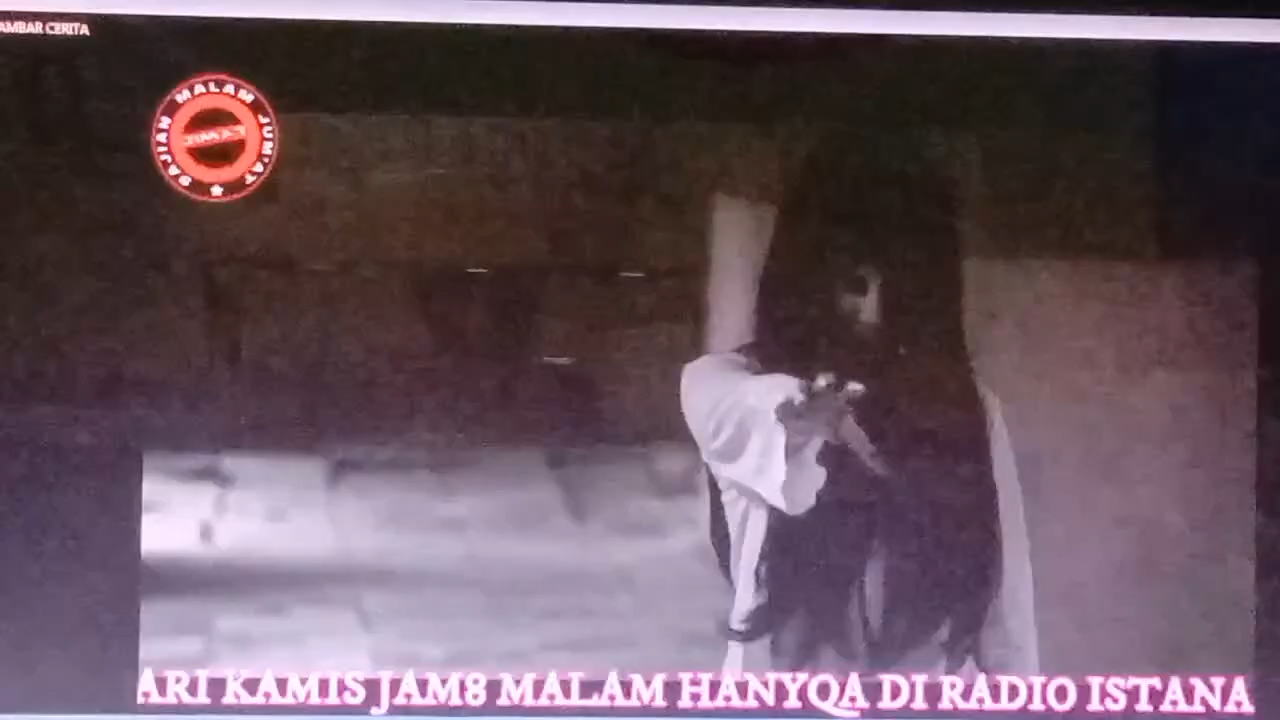 AMBAR CERITA
SAJIAN MALAM JUM'AT
ARI KAMIS JAM8 MALAM HANYQA DI RADIO ISTANA